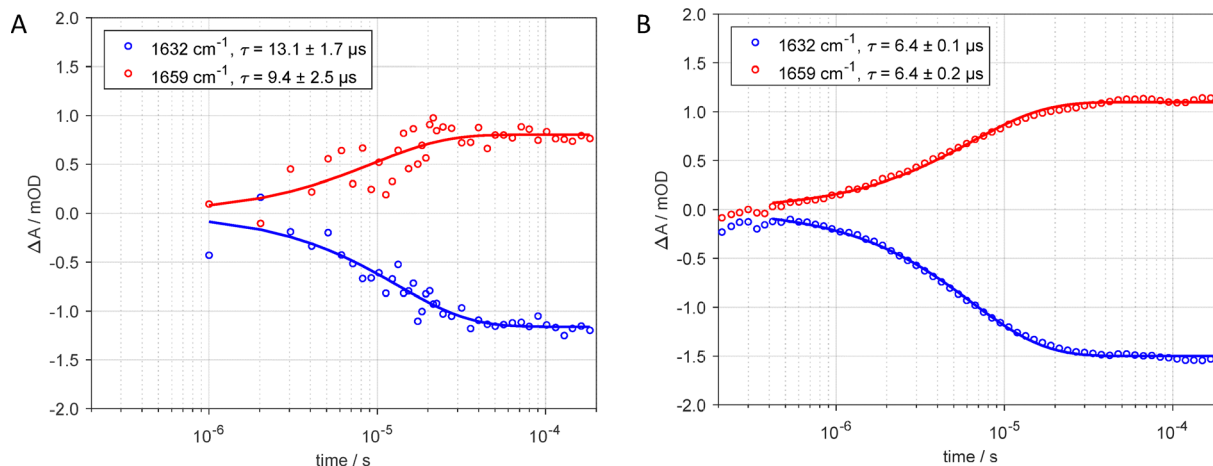 A
2.0
1.5
1.0
0.5
0.0
-0.5
-1.0
-1.5
-2.0
ΔA / mOD
1632 cm⁻¹, τ = 13.1 ± 1.7 µs
1659 cm⁻¹, τ = 9.4 ± 2.5 µs
10⁻⁶ 10⁻⁵ 10⁻⁴
time / s
B
2.0
1.5
1.0
0.5
0.0
-0.5
-1.0
-1.5
-2.0
ΔA / mOD
1632 cm⁻¹, τ = 6.4 ± 0.1 µs
1659 cm⁻¹, τ = 6.4 ± 0.2 µs
10⁻⁶ 10⁻⁵ 10⁻⁴
time / s